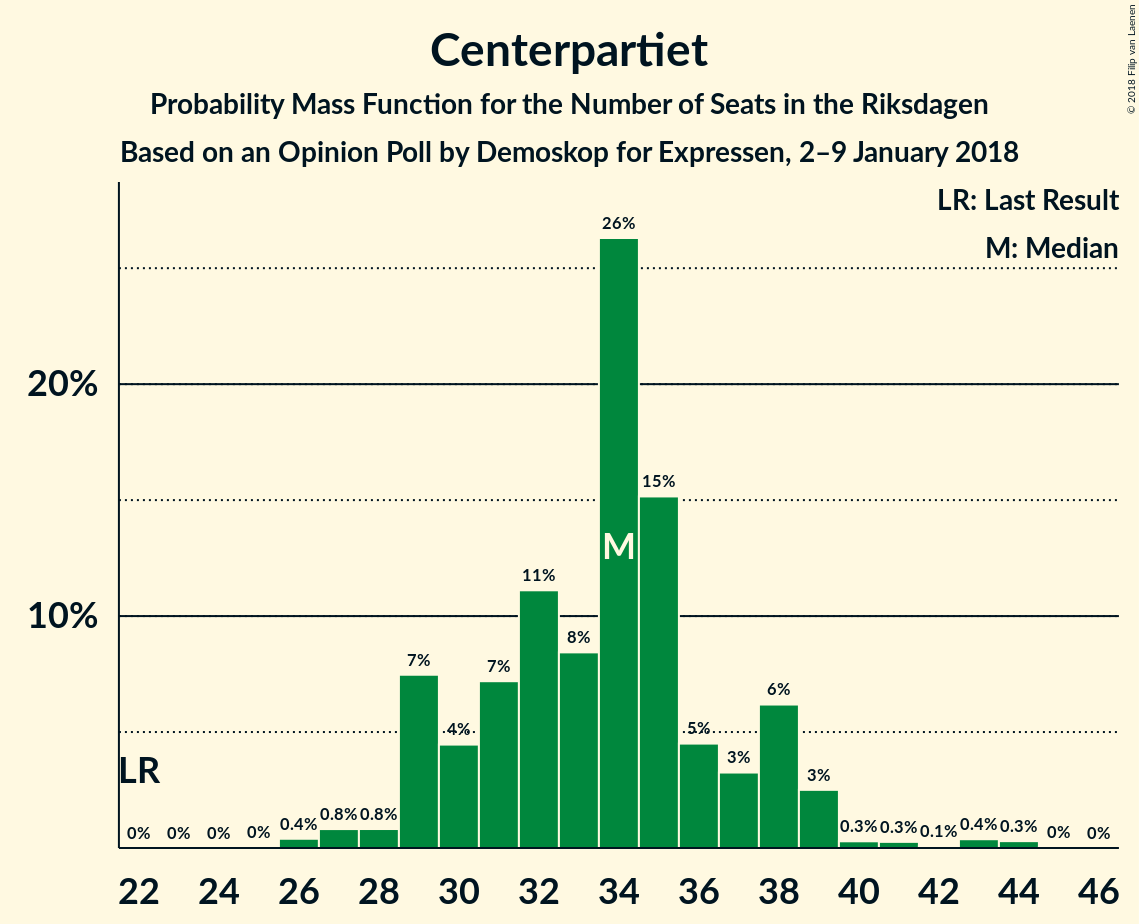 Centerpartiet
Probability Mass Function for the Number of Seats in the Riksdagen
Based on an Opinion Poll by Demoskop for Expressen, 2–9 January 2018
© 2018 Filip van Laenen
LR: Last Result
M: Median
20%
10%
LR
M
0% 0% 0% 0% 0.4% 0.8% 0.8% 7% 4% 7% 11% 8% 26% 15% 5% 3% 6% 3% 0.3% 0.3% 0.1% 0.4% 0.3% 0% 0%
22 24 26 28 30 32 34 36 38 40 42 44 46